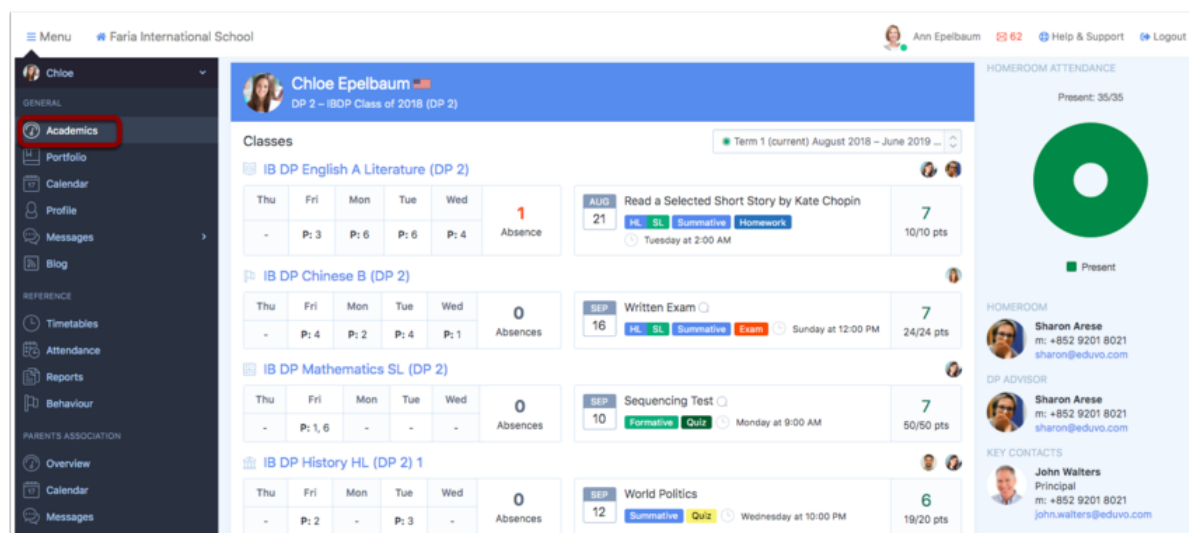 Menu
Faria International School
Ann Epelbaum
62
Help & Support
Logout
Chloe
GENERAL
Academics
Portfolio
Calendar
Profile
Messages
Blog
REFERENCE
Timetables
Attendance
Reports
Behaviour
PARENTS ASSOCIATION
Overview
Calendar
Messages
Chloe Epelbaum
DP 2 – IBDP Class of 2018 (DP 2)
Classes
Term 1 (current) August 2018 – June 2019 ...
IB DP English A Literature (DP 2)
Thu Fri Mon Tue Wed
- P: 3 P: 6 P: 6 P: 4
1
Absence
AUG
21
Read a Selected Short Story by Kate Chopin
HL SL Summative Homework
Tuesday at 2:00 AM
7
10/10 pts
IB DP Chinese B (DP 2)
Thu Fri Mon Tue Wed
- P: 4 P: 2 P: 4 P: 1
0
Absences
SEP
16
Written Exam
HL SL Summative Exam Sunday at 12:00 PM
7
24/24 pts
IB DP Mathematics SL (DP 2)
Thu Fri Mon Tue Wed
- P: 1, 6 - - -
0
Absences
SEP
10
Sequencing Test
Formative Quiz Monday at 9:00 AM
7
50/50 pts
IB DP History HL (DP 2) 1
Thu Fri Mon Tue Wed
- P: 2 - P: 3 -
0
Absences
SEP
12
World Politics
Summative Quiz Wednesday at 10:00 PM
6
19/20 pts
HOMEROOM ATTENDANCE
Present: 35/35
Present
HOMEROOM
Sharon Arese
m: +852 9201 8021
sharon@eduvo.com
DP ADVISOR
Sharon Arese
m: +852 9201 8021
sharon@eduvo.com
KEY CONTACTS
John Walters
Principal
m: +852 9201 8021
john.walters@eduvo.com